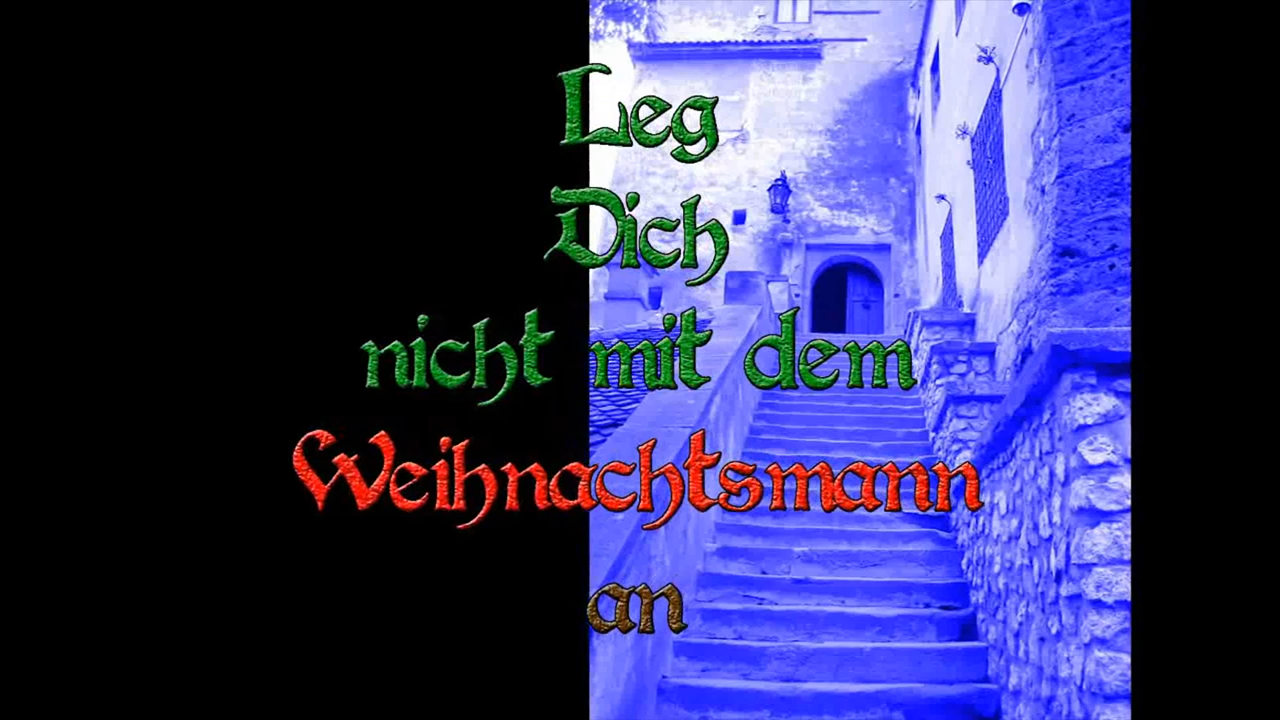 Leg
Dich
nicht mit dem
Weihnachtsmann
an